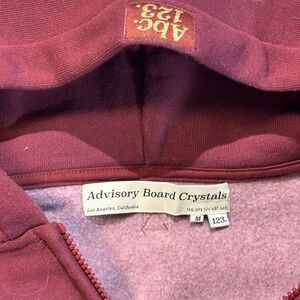 Abc.
123.
Advisory Board Crystals
Los Angeles, California
M
123.